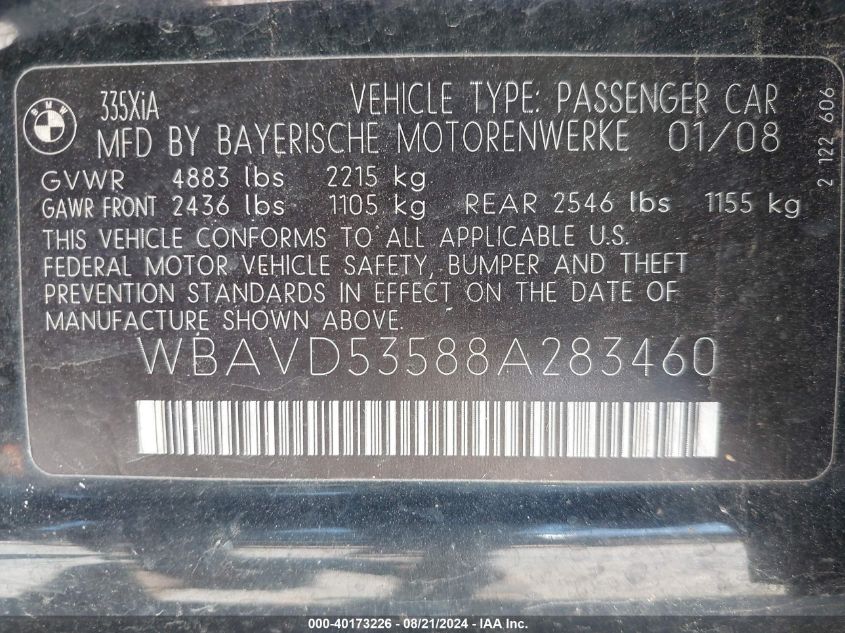 BMW
335XiA VEHICLE TYPE: PASSENGER CAR
MFD BY BAYERISCHE MOTORENWERKE 01/08
GVWR 4883 lbs 2215 kg
GAWR FRONT 2436 lbs 1105 kg REAR 2546 lbs 1155 kg
THIS VEHICLE CONFORMS TO ALL APPLICABLE U.S.
FEDERAL MOTOR VEHICLE SAFETY, BUMPER AND THEFT
PREVENTION STANDARDS IN EFFECT ON THE DATE OF
MANUFACTURE SHOWN ABOVE.
WBAVD53588A283460
2 122 606
000-40173226 - 08/21/2024 - IAA Inc.